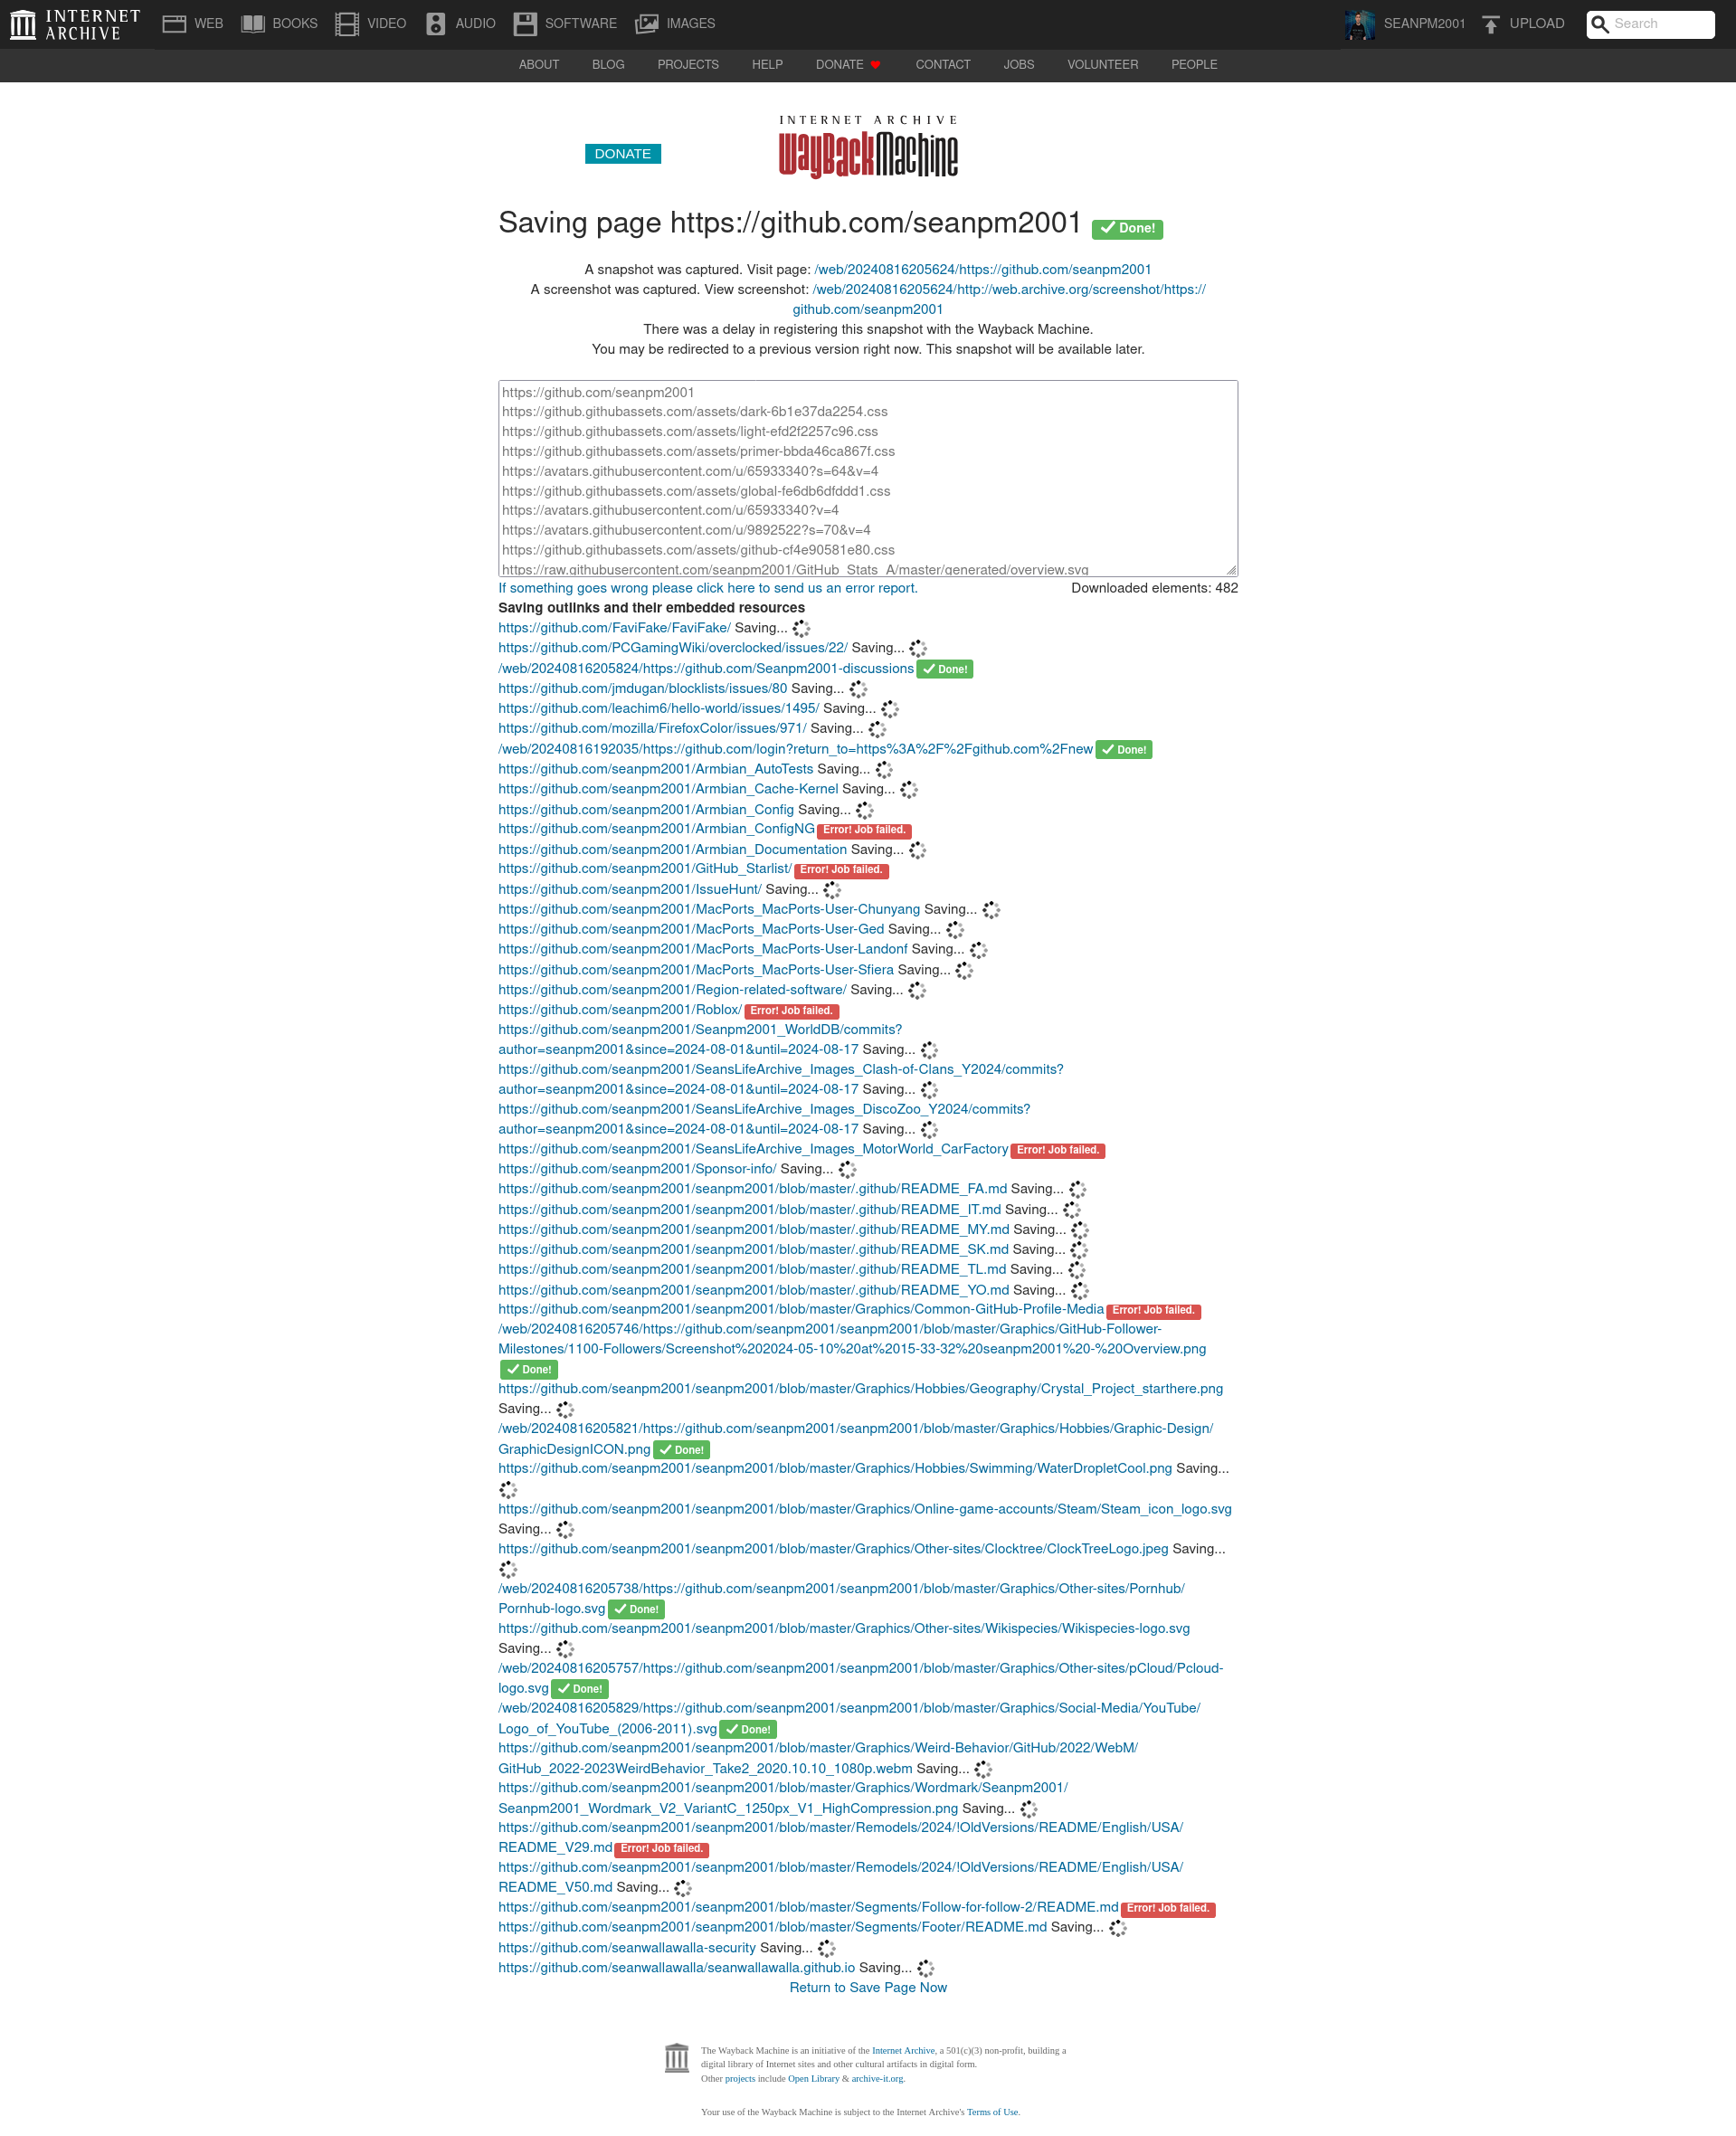 INTERNET ARCHIVE WEB BOOKS VIDEO AUDIO SOFTWARE IMAGES SEANPM2001 UPLOAD Search
ABOUT BLOG PROJECTS HELP DONATE CONTACT JOBS VOLUNTEER PEOPLE
INTERNET ARCHIVE
DONATE WayBackMachine
Saving page https://github.com/seanpm2001 Done!
A snapshot was captured. Visit page: /web/20240816205624/https://github.com/seanpm2001
A screenshot was captured. View screenshot: /web/20240816205624/http://web.archive.org/screenshot/https://
github.com/seanpm2001
There was a delay in registering this snapshot with the Wayback Machine.
You may be redirected to a previous version right now. This snapshot will be available later.
https://github.com/seanpm2001
https://github.githubassets.com/assets/dark-6b1e37da2254.css
https://github.githubassets.com/assets/light-efd2f2257c96.css
https://github.githubassets.com/assets/primer-bbda46ca867f.css
https://avatars.githubusercontent.com/u/65933340?s=64&v=4
https://github.githubassets.com/assets/global-fe6db6dfddd1.css
https://avatars.githubusercontent.com/u/65933340?v=4
https://avatars.githubusercontent.com/u/9892522?s=70&v=4
https://github.githubassets.com/assets/github-cf4e90581e80.css
https://raw.githubusercontent.com/seanpm2001/GitHub_Stats_A/master/generated/overview.svg
If something goes wrong please click here to send us an error report. Downloaded elements: 482
Saving outlinks and their embedded resources
https://github.com/FaviFake/FaviFake/ Saving...
https://github.com/PCGamingWiki/overclocked/issues/22/ Saving...
/web/20240816205824/https://github.com/Seanpm2001-discussions Done!
https://github.com/jmdugan/blocklists/issues/80 Saving...
https://github.com/leachim6/hello-world/issues/1495/ Saving...
https://github.com/mozilla/FirefoxColor/issues/971/ Saving...
/web/20240816192035/https://github.com/login?return_to=https%3A%2F%2Fgithub.com%2Fnew Done!
https://github.com/seanpm2001/Armbian_AutoTests Saving...
https://github.com/seanpm2001/Armbian_Cache-Kernel Saving...
https://github.com/seanpm2001/Armbian_Config Saving...
https://github.com/seanpm2001/Armbian_ConfigNG Error! Job failed.
https://github.com/seanpm2001/Armbian_Documentation Saving...
https://github.com/seanpm2001/GitHub_Starlist/ Error! Job failed.
https://github.com/seanpm2001/IssueHunt/ Saving...
https://github.com/seanpm2001/MacPorts_MacPorts-User-Chunyang Saving...
https://github.com/seanpm2001/MacPorts_MacPorts-User-Ged Saving...
https://github.com/seanpm2001/MacPorts_MacPorts-User-Landonf Saving...
https://github.com/seanpm2001/MacPorts_MacPorts-User-Sfiera Saving...
https://github.com/seanpm2001/Region-related-software/ Saving...
https://github.com/seanpm2001/Roblox/ Error! Job failed.
https://github.com/seanpm2001/Seanpm2001_WorldDB/commits?
author=seanpm2001&since=2024-08-01&until=2024-08-17 Saving...
https://github.com/seanpm2001/SeansLifeArchive_Images_Clash-of-Clans_Y2024/commits?
author=seanpm2001&since=2024-08-01&until=2024-08-17 Saving...
https://github.com/seanpm2001/SeansLifeArchive_Images_DiscoZoo_Y2024/commits?
author=seanpm2001&since=2024-08-01&until=2024-08-17 Saving...
https://github.com/seanpm2001/SeansLifeArchive_Images_MotorWorld_CarFactory Error! Job failed.
https://github.com/seanpm2001/Sponsor-info/ Saving...
https://github.com/seanpm2001/seanpm2001/blob/master/.github/README_FA.md Saving...
https://github.com/seanpm2001/seanpm2001/blob/master/.github/README_IT.md Saving...
https://github.com/seanpm2001/seanpm2001/blob/master/.github/README_MY.md Saving...
https://github.com/seanpm2001/seanpm2001/blob/master/.github/README_SK.md Saving...
https://github.com/seanpm2001/seanpm2001/blob/master/.github/README_TL.md Saving...
https://github.com/seanpm2001/seanpm2001/blob/master/.github/README_YO.md Saving...
https://github.com/seanpm2001/seanpm2001/blob/master/Graphics/Common-GitHub-Profile-Media Error! Job failed.
/web/20240816205746/https://github.com/seanpm2001/seanpm2001/blob/master/Graphics/GitHub-Follower-
Milestones/1100-Followers/Screenshot%202024-05-10%20at%2015-33-32%20seanpm2001%20-%20Overview.png
Done!
https://github.com/seanpm2001/seanpm2001/blob/master/Graphics/Hobbies/Geography/Crystal_Project_starthere.png
Saving...
/web/20240816205821/https://github.com/seanpm2001/seanpm2001/blob/master/Graphics/Hobbies/Graphic-Design/
GraphicDesignICON.png Done!
https://github.com/seanpm2001/seanpm2001/blob/master/Graphics/Hobbies/Swimming/WaterDropletCool.png Saving...
https://github.com/seanpm2001/seanpm2001/blob/master/Graphics/Online-game-accounts/Steam/Steam_icon_logo.svg
Saving...
https://github.com/seanpm2001/seanpm2001/blob/master/Graphics/Other-sites/Clocktree/ClockTreeLogo.jpeg Saving...
/web/20240816205738/https://github.com/seanpm2001/seanpm2001/blob/master/Graphics/Other-sites/Pornhub/
Pornhub-logo.svg Done!
https://github.com/seanpm2001/seanpm2001/blob/master/Graphics/Other-sites/Wikispecies/Wikispecies-logo.svg
Saving...
/web/20240816205757/https://github.com/seanpm2001/seanpm2001/blob/master/Graphics/Other-sites/pCloud/Pcloud-
logo.svg Done!
/web/20240816205829/https://github.com/seanpm2001/seanpm2001/blob/master/Graphics/Social-Media/YouTube/
Logo_of_YouTube_(2006-2011).svg Done!
https://github.com/seanpm2001/seanpm2001/blob/master/Graphics/Weird-Behavior/GitHub/2022/WebM/
GitHub_2022-2023WeirdBehavior_Take2_2020.10.10_1080p.webm Saving...
https://github.com/seanpm2001/seanpm2001/blob/master/Graphics/Wordmark/Seanpm2001/
Seanpm2001_Wordmark_V2_VariantC_1250px_V1_HighCompression.png Saving...
https://github.com/seanpm2001/seanpm2001/blob/master/Remodels/2024/!OldVersions/README/English/USA/
README_V29.md Error! Job failed.
https://github.com/seanpm2001/seanpm2001/blob/master/Remodels/2024/!OldVersions/README/English/USA/
README_V50.md Saving...
https://github.com/seanpm2001/seanpm2001/blob/master/Segments/Follow-for-follow-2/README.md Error! Job failed.
https://github.com/seanpm2001/seanpm2001/blob/master/Segments/Footer/README.md Saving...
https://github.com/seanwallawalla-security Saving...
https://github.com/seanwallawalla/seanwallawalla.github.io Saving...
Return to Save Page Now
The Wayback Machine is an initiative of the Internet Archive, a 501(c)(3) non-profit, building a
digital library of Internet sites and other cultural artifacts in digital form.
Other projects include Open Library & archive-it.org.
Your use of the Wayback Machine is subject to the Internet Archive's Terms of Use.